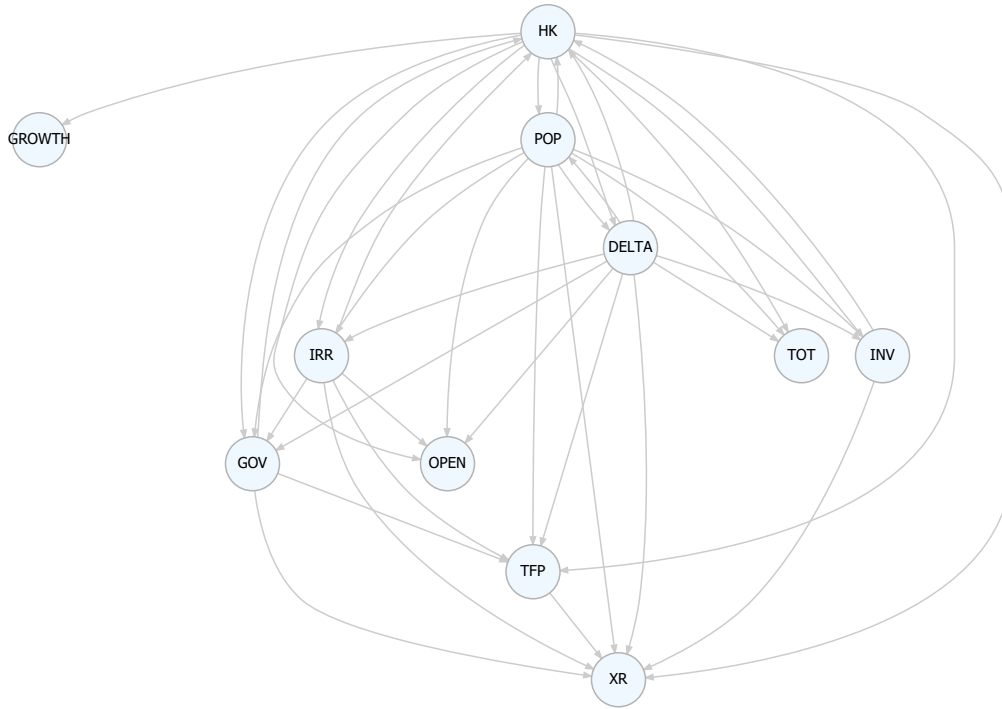 HK
GROWTH
POP
DELTA
IRR
TOT
INV
GOV
OPEN
TFP
XR